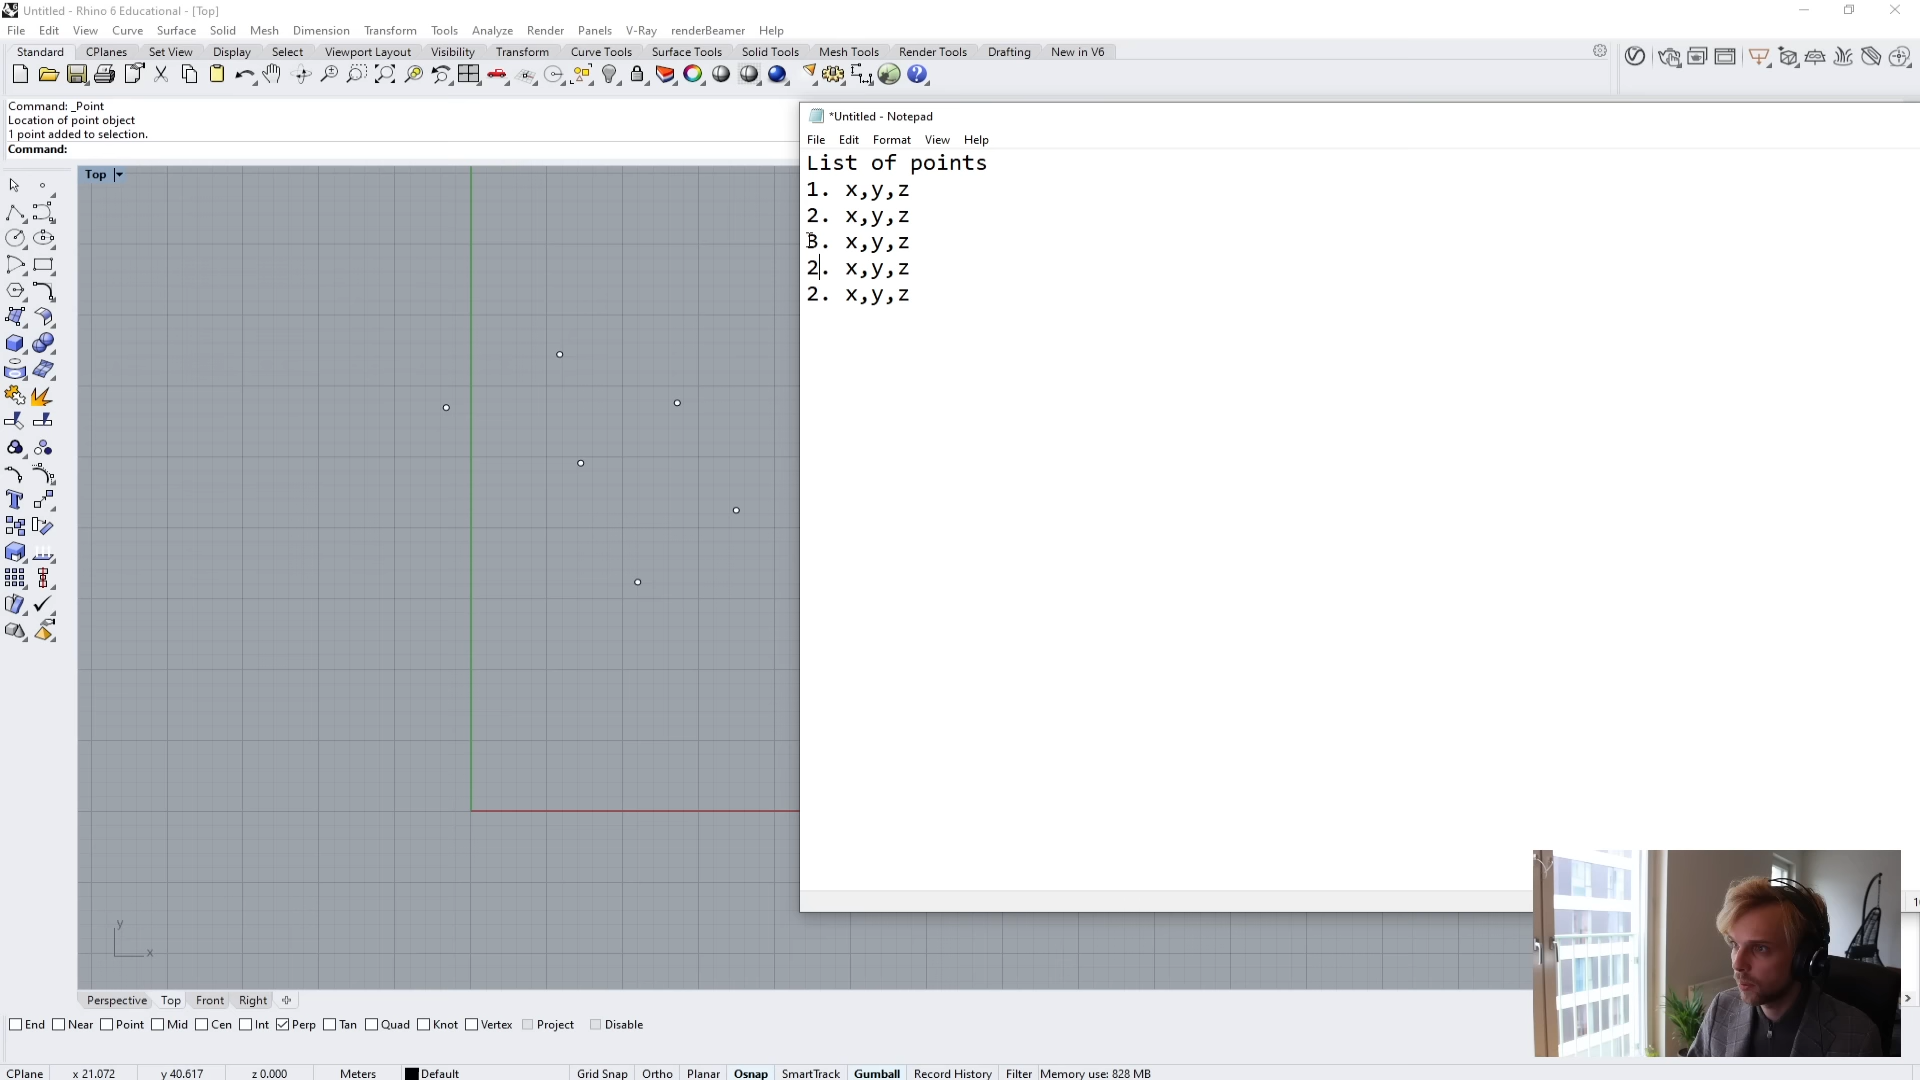 Untitled - Rhino 6 Educational - [Top]
File Edit View Curve Surface Solid Mesh Dimension Transform Tools Analyze Render Panels V-Ray renderBeamer Help
Standard CPlanes Set View Display Select Viewport Layout Visibility Transform Curve Tools Surface Tools Solid Tools Mesh Tools Render Tools Drafting New in V6
Command: _Point
Location of point object
1 point added to selection.
Command:
Top
*Untitled - Notepad
File Edit Format View Help
List of points
1. x,y,z
2. x,y,z
3. x,y,z
2. x,y,z
2. x,y,z
y
x
Perspective Top Front Right
End Near Point Mid Cen Int Perp Tan Quad Knot Vertex Project Disable
CPlane x 21.072 y 40.617 z 0.000 Meters Default Grid Snap Ortho Planar Osnap SmartTrack Gumball Record History Filter Memory use: 828 MB